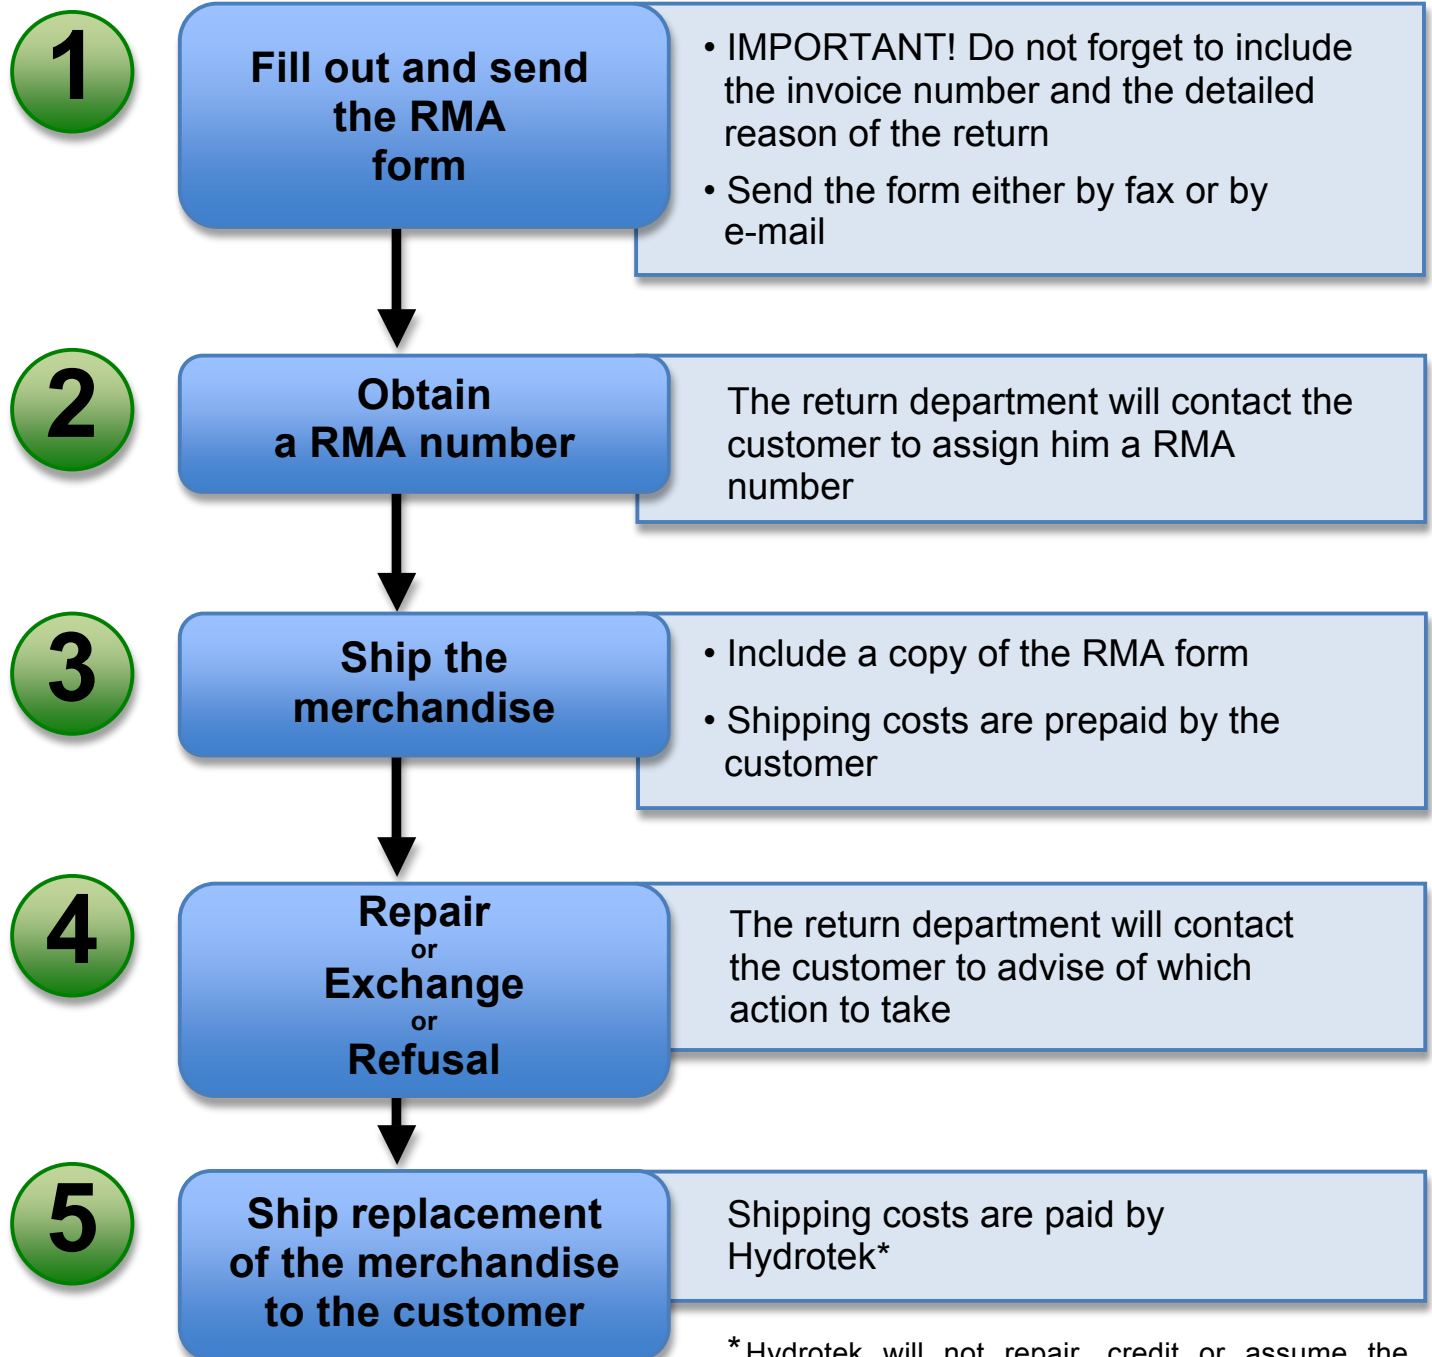 1
Fill out and send
the RMA
form
• IMPORTANT! Do not forget to include
the invoice number and the detailed
reason of the return
• Send the form either by fax or by
e-mail
2
Obtain
a RMA number
The return department will contact the
customer to assign him a RMA
number
3
Ship the
merchandise
• Include a copy of the RMA form
• Shipping costs are prepaid by the
customer
4
Repair
or
Exchange
or
Refusal
The return department will contact
the customer to advise of which
action to take
5
Ship replacement
of the merchandise
to the customer
Shipping costs are paid by
Hydrotek*
* Hydrotek will not repair, credit or assume the